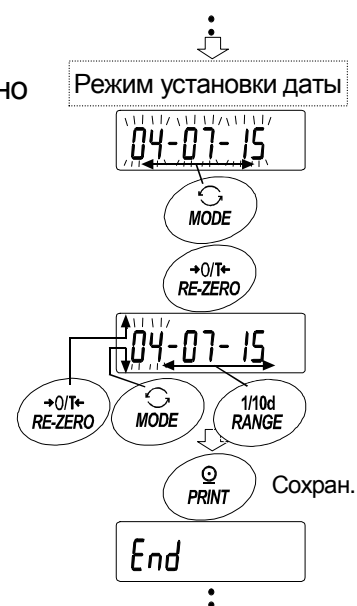 но
Режим установки даты
04-07-15
MODE
→0/T←
RE-ZERO
04-07-15
→0/T← MODE 1/10d
RE-ZERO RANGE
PRINT Сохран.
End